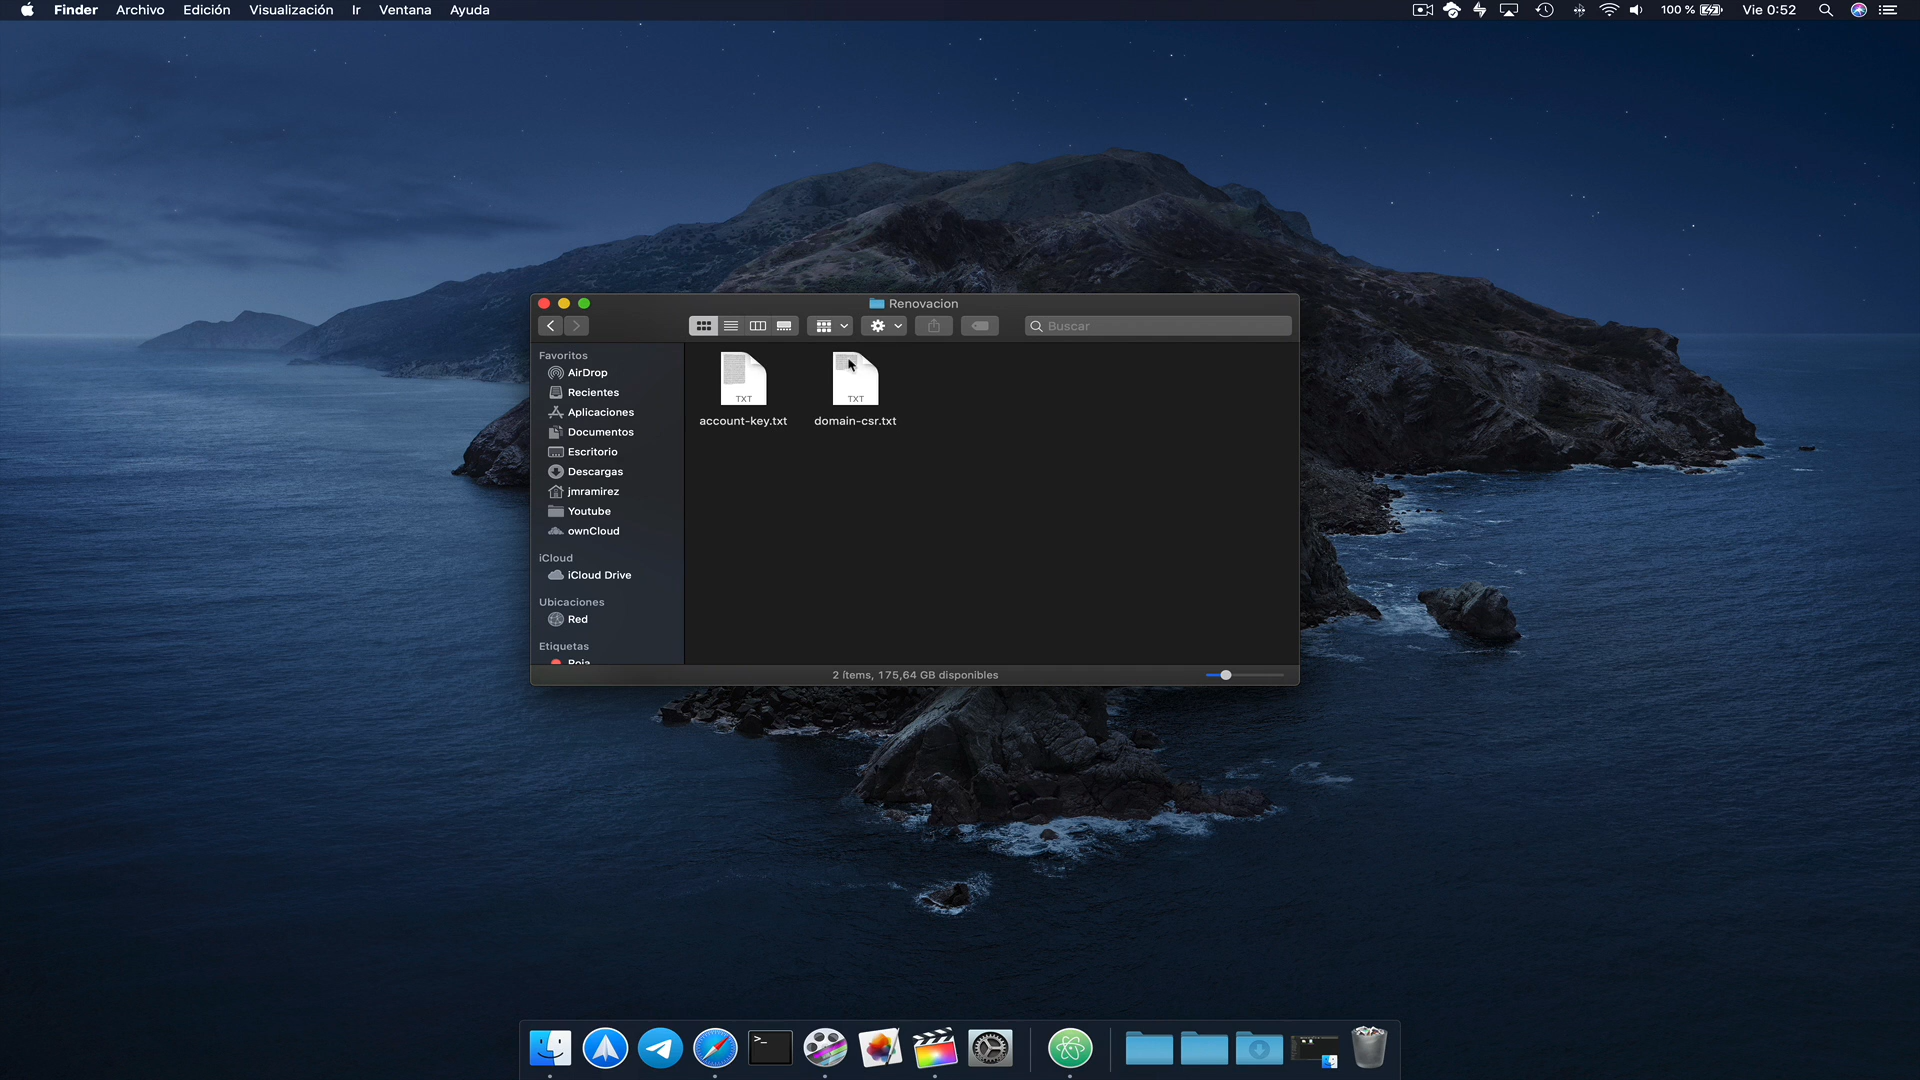 Finder Archivo Edición Visualización Ir Ventana Ayuda 100 % Vie 0:52
Renovacion
Buscar
Favoritos
AirDrop
Recientes
Aplicaciones
Documentos
Escritorio
Descargas
jmramirez
Youtube
ownCloud
iCloud
iCloud Drive
Ubicaciones
Red
Etiquetas
Roja
TXT
account-key.txt
TXT
domain-csr.txt
2 ítems, 175,64 GB disponibles